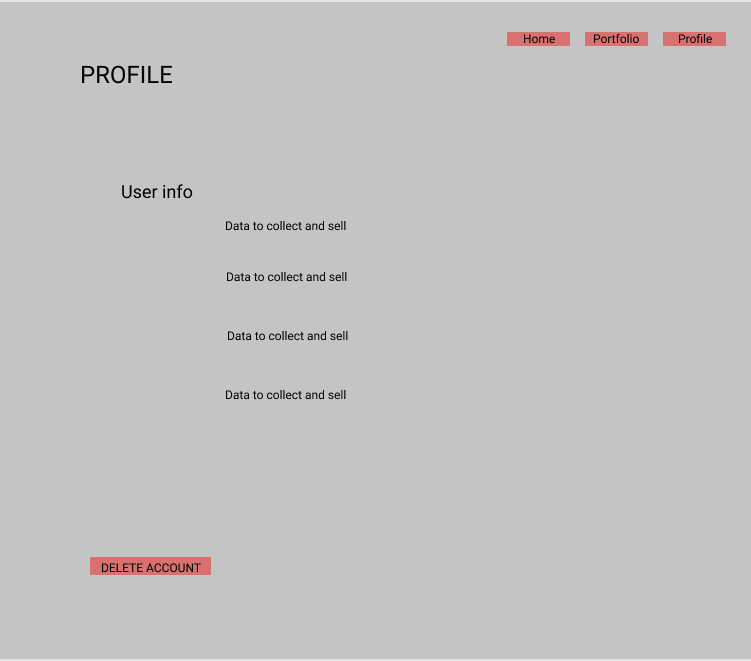 Home Portfolio Profile
PROFILE
User info
Data to collect and sell
Data to collect and sell
Data to collect and sell
Data to collect and sell
DELETE ACCOUNT